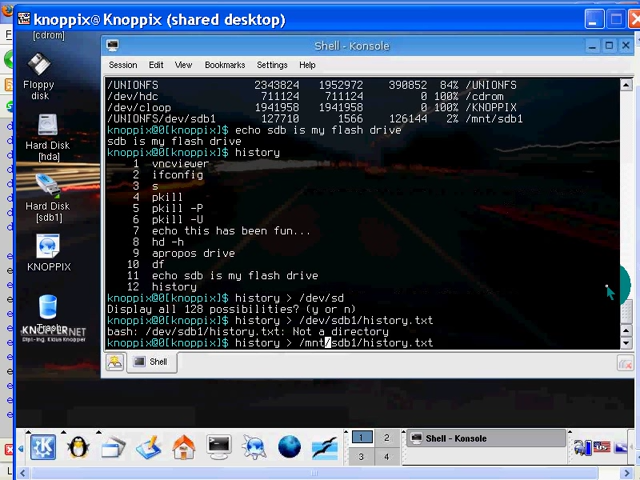 knoppix@Knoppix (shared desktop)
[cdrom]
Shell - Konsole
Session Edit View Bookmarks Settings Help
/UNIONFS 2343824 1952972 390852 84% /UNIONFS
/dev/hdc 711124 711124 0 100% /cdrom
/dev/cloop 1941958 1941958 0 100% /KNOPPIX
/UNIONFS/dev/sdb1 127710 1566 126144 2% /mnt/sdb1
knoppix@0[knoppix]$ echo sdb is my flash drive
sdb is my flash drive
knoppix@0[knoppix]$ history
1 vncviewer
2 ifconfig
3 s
4 pkill
5 pkill -P
6 pkill -U
7 echo this has been fun...
8 hd -h
9 apropos drive
10 df
11 echo sdb is my flash drive
12 history
knoppix@0[knoppix]$ history > /dev/sd
Display all 128 possibilities? (y or n)
knoppix@0[knoppix]$ history > /dev/sdb1/history.txt
bash: /dev/sdb1/history.txt: Not a directory
knoppix@0[knoppix]$ history > /mnt/sdb1/history.txt
Shell
Floppy
disk
Hard Disk
[hda]
Hard Disk
[sdb1]
KNOPPIX
Trash
KNOPPER.NET
Dipl.-Ing. Klaus Knopper
1 2
3 4
Shell - Konsole